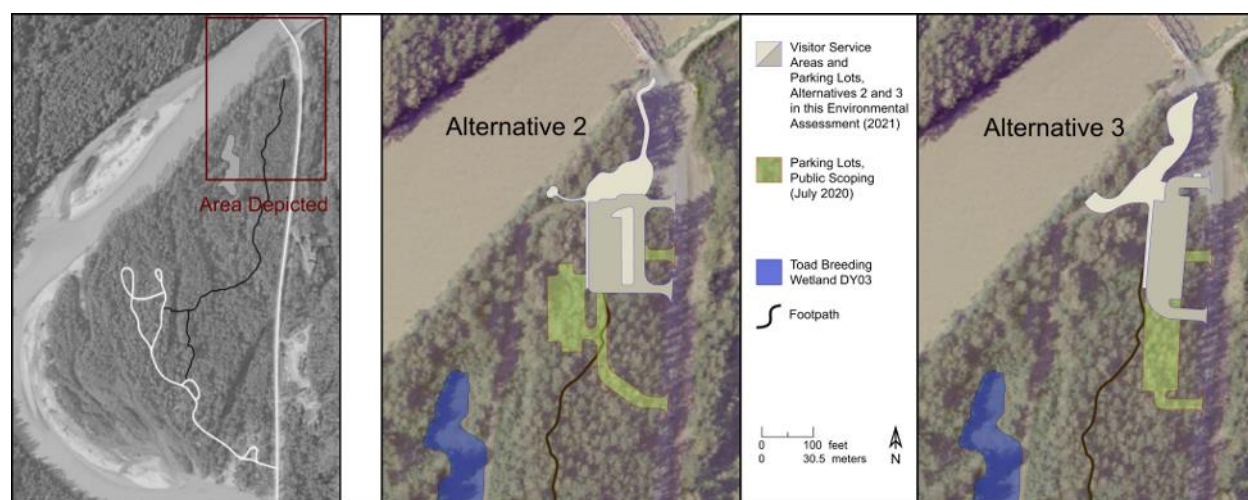 Area Depicted
Alternative 2
1
Visitor Service
Areas and
Parking Lots,
Alternatives 2 and 3
in this Environmental
Assessment (2021)
Parking Lots,
Public Scoping
(July 2020)
Toad Breeding
Wetland DY03
Footpath
0 100 feet
0 30.5 meters
N
Alternative 3